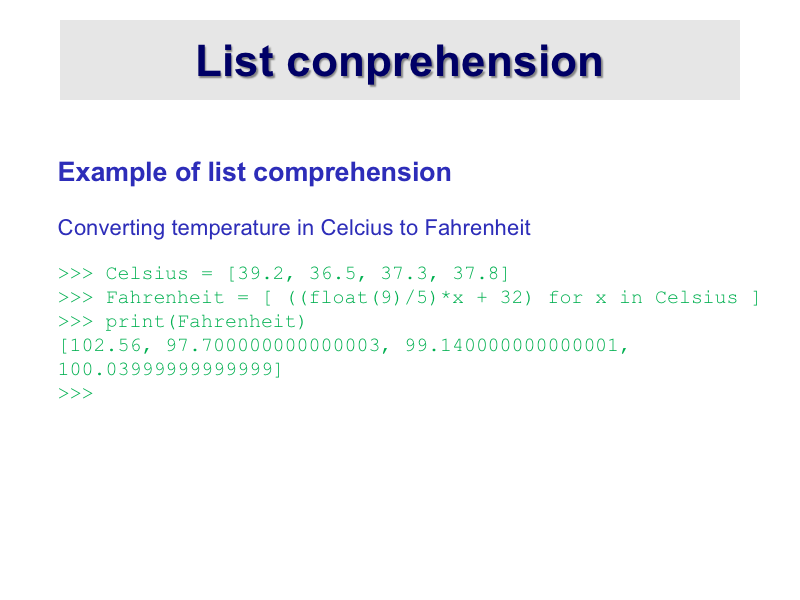 List conprehension
Example of list comprehension
Converting temperature in Celcius to Fahrenheit
>>> Celsius = [39.2, 36.5, 37.3, 37.8]
>>> Fahrenheit = [ ((float(9)/5)*x + 32) for x in Celsius ]
>>> print(Fahrenheit)
[102.56, 97.700000000000003, 99.140000000000001,
100.03999999999999]
>>>